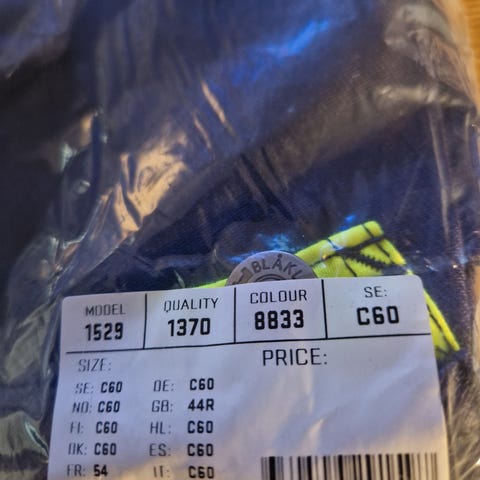 BLÅKL
MODEL QUALITY COLOUR SE:
1529 1370 8833 C60
SIZE: PRICE:
SE: C60 DE: C60
NO: C60 GB: 44R
FI: C60 HL: C60
DK: C60 ES: C60
FR: 54 IT: C60